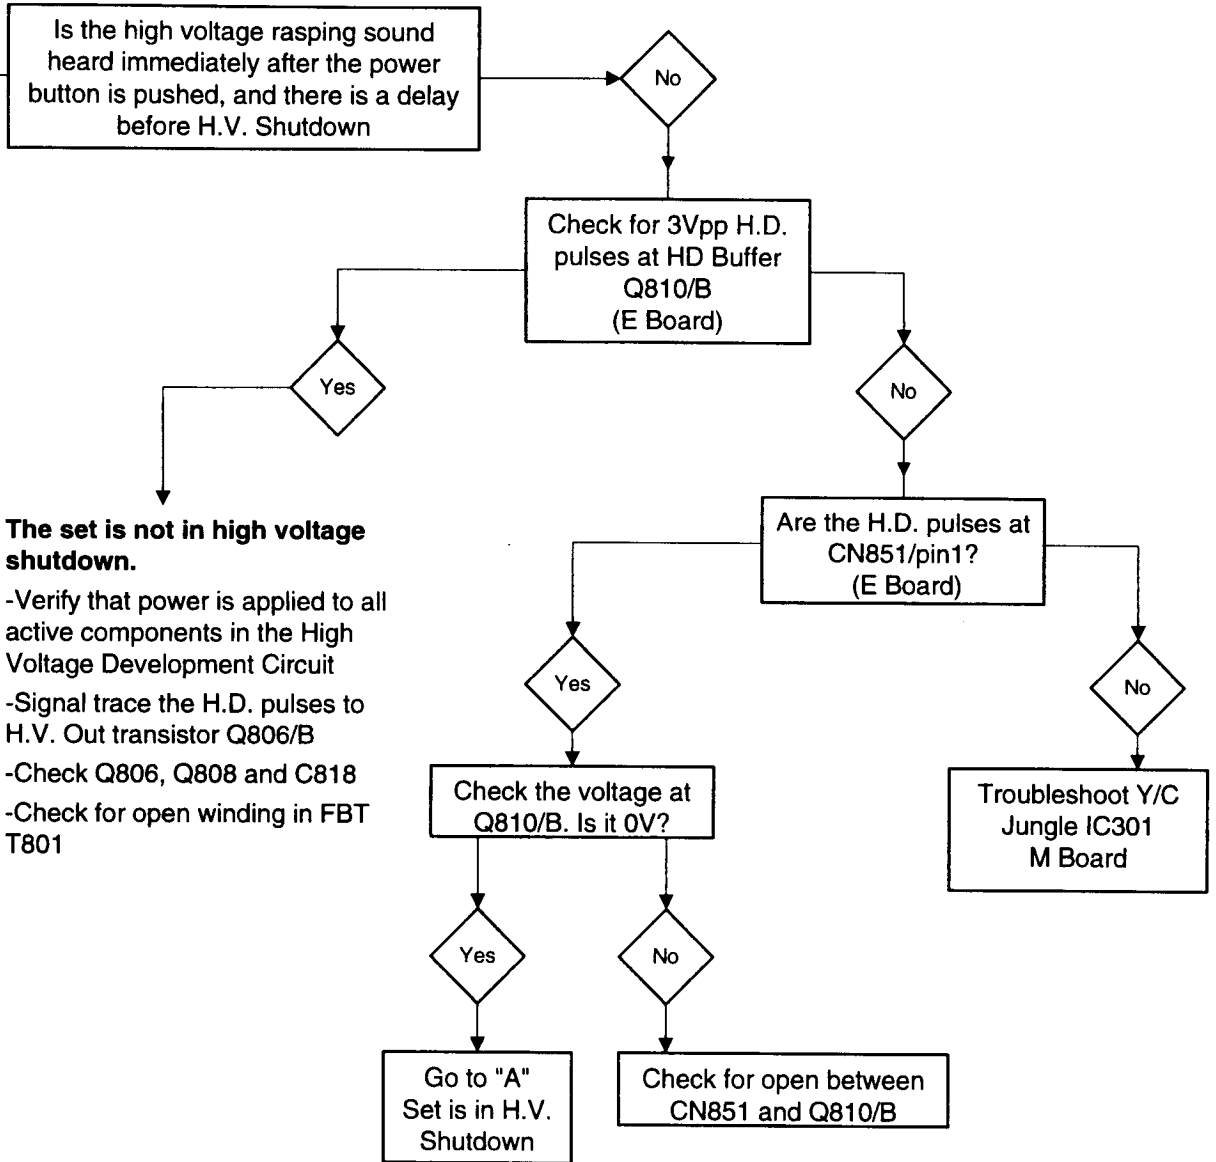 Is the high voltage rasping sound
heard immediately after the power
button is pushed, and there is a delay
before H.V. Shutdown
No
Check for 3Vpp H.D.
pulses at HD Buffer
Q810/B
(E Board)
Yes
No
The set is not in high voltage
shutdown.
-Verify that power is applied to all
active components in the High
Voltage Development Circuit
-Signal trace the H.D. pulses to
H.V. Out transistor Q806/B
-Check Q806, Q808 and C818
-Check for open winding in FBT
T801
Are the H.D. pulses at
CN851/pin1?
(E Board)
Yes
No
Check the voltage at
Q810/B. Is it 0V?
Troubleshoot Y/C
Jungle IC301
M Board
Yes
No
Go to "A"
Set is in H.V.
Shutdown
Check for open between
CN851 and Q810/B